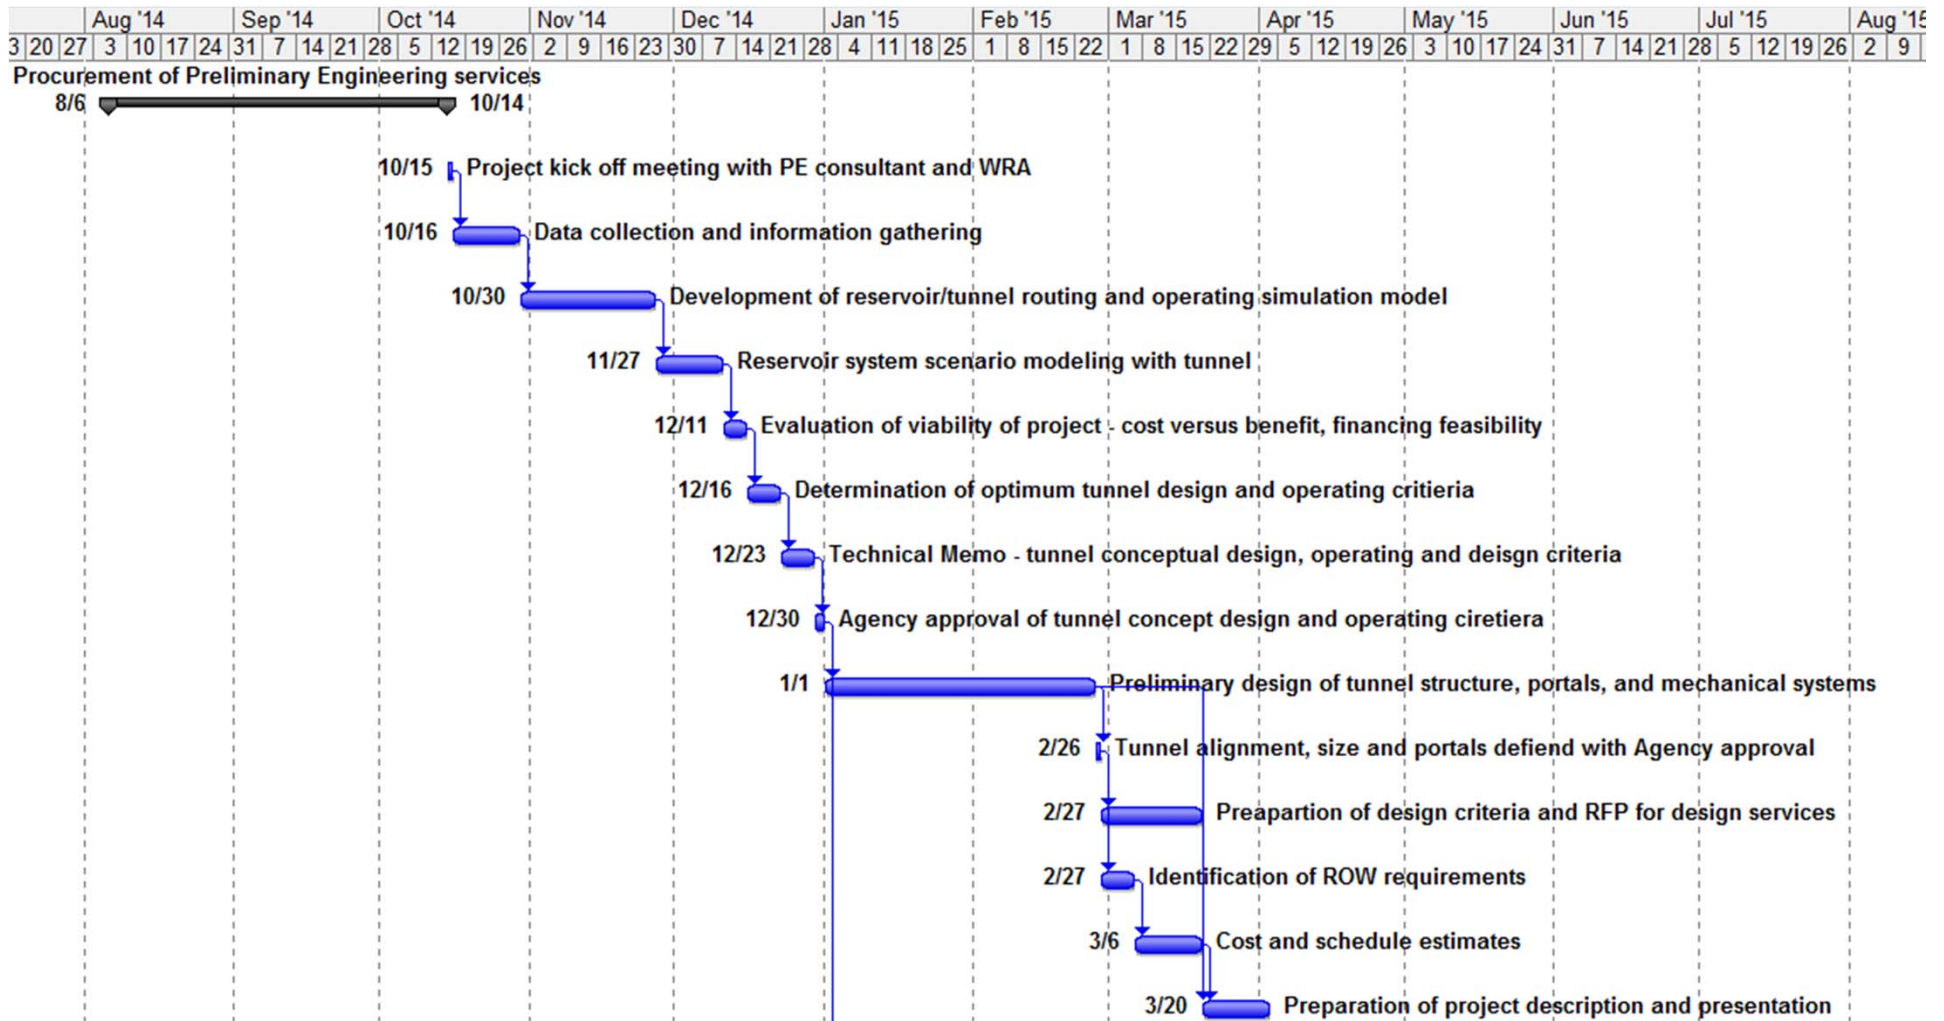 Aug '14 Sep '14 Oct '14 Nov '14 Dec '14 Jan '15 Feb '15 Mar '15 Apr '15 May '15 Jun '15 Jul '15 Aug '15
3 20 27 3 10 17 24 31 7 14 21 28 5 12 19 26 2 9 16 23 30 7 14 21 28 4 11 18 25 1 8 15 22 1 8 15 22 29 5 12 19 26 3 10 17 24 31 7 14 21 28 5 12 19 26 2 9
Procurement of Preliminary Engineering services
8/6 10/14
10/15 Project kick off meeting with PE consultant and WRA
10/16 Data collection and information gathering
10/30 Development of reservoir/tunnel routing and operating simulation model
11/27 Reservoir system scenario modeling with tunnel
12/11 Evaluation of viability of project - cost versus benefit, financing feasibility
12/16 Determination of optimum tunnel design and operating critieria
12/23 Technical Memo - tunnel conceptual design, operating and deisgn criteria
12/30 Agency approval of tunnel concept design and operating ciretiera
1/1 Preliminary design of tunnel structure, portals, and mechanical systems
2/26 Tunnel alignment, size and portals defiend with Agency approval
2/27 Preapartion of design criteria and RFP for design services
2/27 Identification of ROW requirements
3/6 Cost and schedule estimates
3/20 Preparation of project description and presentation